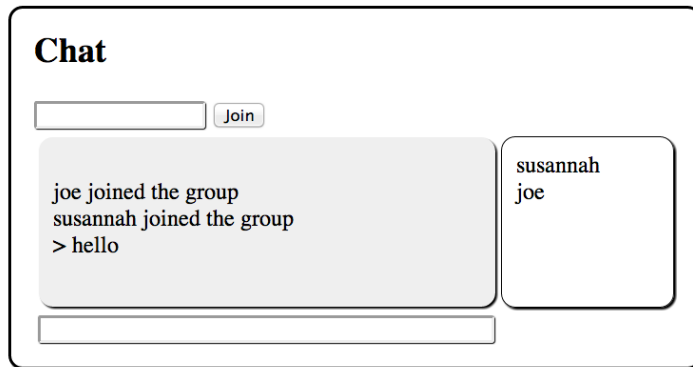 Chat
Join
joe joined the group
susannah joined the group
> hello
susannah
joe